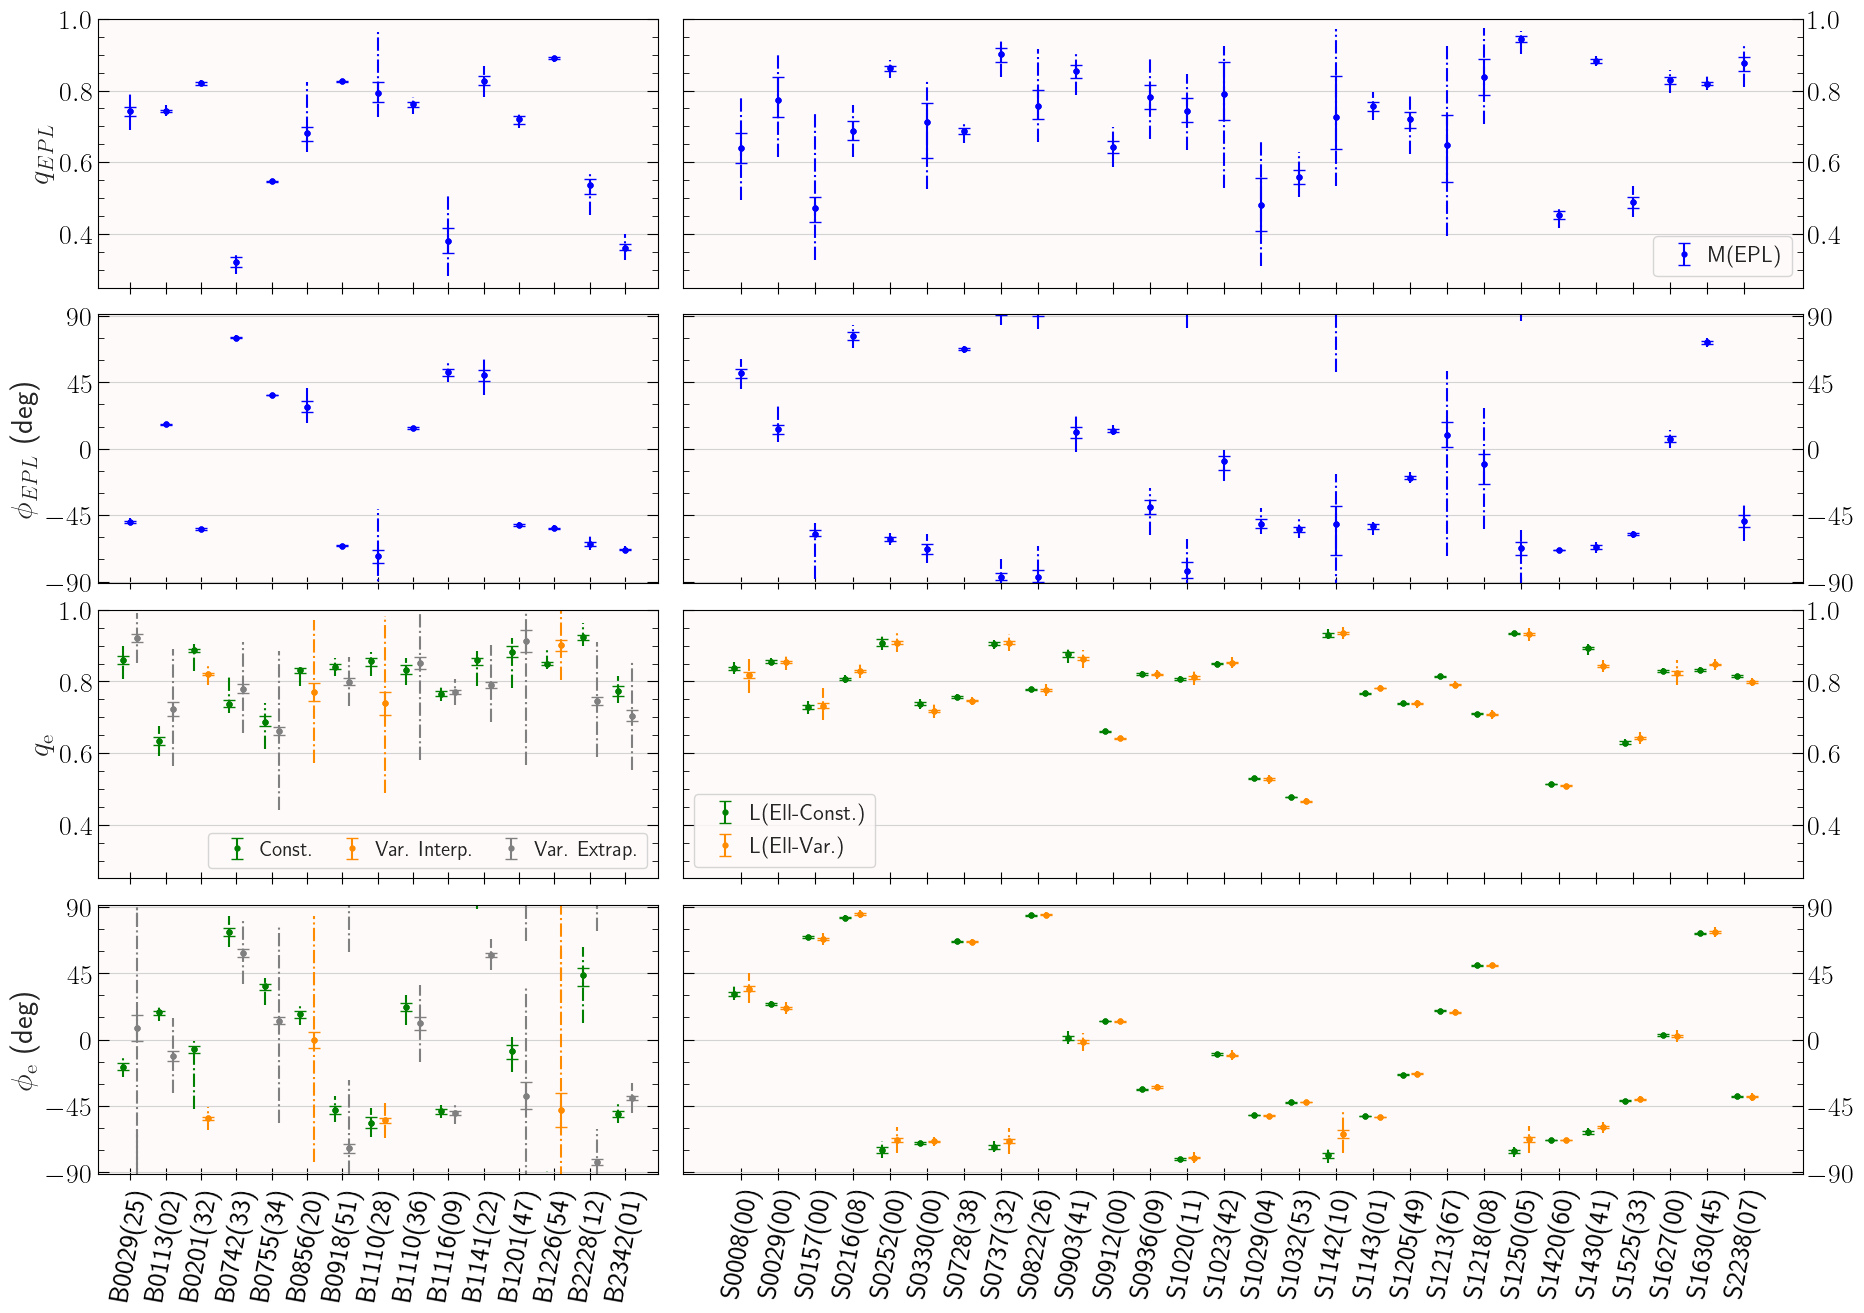 1.0 1.0
0.8 0.8
q_EPL
0.6 0.6
0.4 0.4
M(EPL)
90 90
45 45
ϕ_EPL (deg)
0 0
−45 −45
−90 −90
1.0 1.0
0.8 0.8
q_e
0.6 0.6
0.4 0.4
Const. Var. Interp. Var. Extrap.
L(Ell-Const.)
L(Ell-Var.)
90 90
45 45
ϕ_e (deg)
0 0
−45 −45
−90 −90
B0029(25)
B0113(02)
B0201(32)
B0742(33)
B0755(34)
B0856(20)
B0918(51)
B1110(28)
B1110(36)
B1116(09)
B1141(22)
B1201(47)
B1226(54)
B2228(12)
B2342(01)
S0008(00)
S0029(00)
S0157(00)
S0216(08)
S0252(00)
S0330(00)
S0728(38)
S0737(32)
S0822(26)
S0903(41)
S0912(00)
S0936(09)
S1020(11)
S1023(42)
S1029(04)
S1032(53)
S1142(10)
S1143(01)
S1205(49)
S1213(67)
S1218(08)
S1250(05)
S1420(60)
S1430(41)
S1525(33)
S1627(00)
S1630(45)
S2238(07)